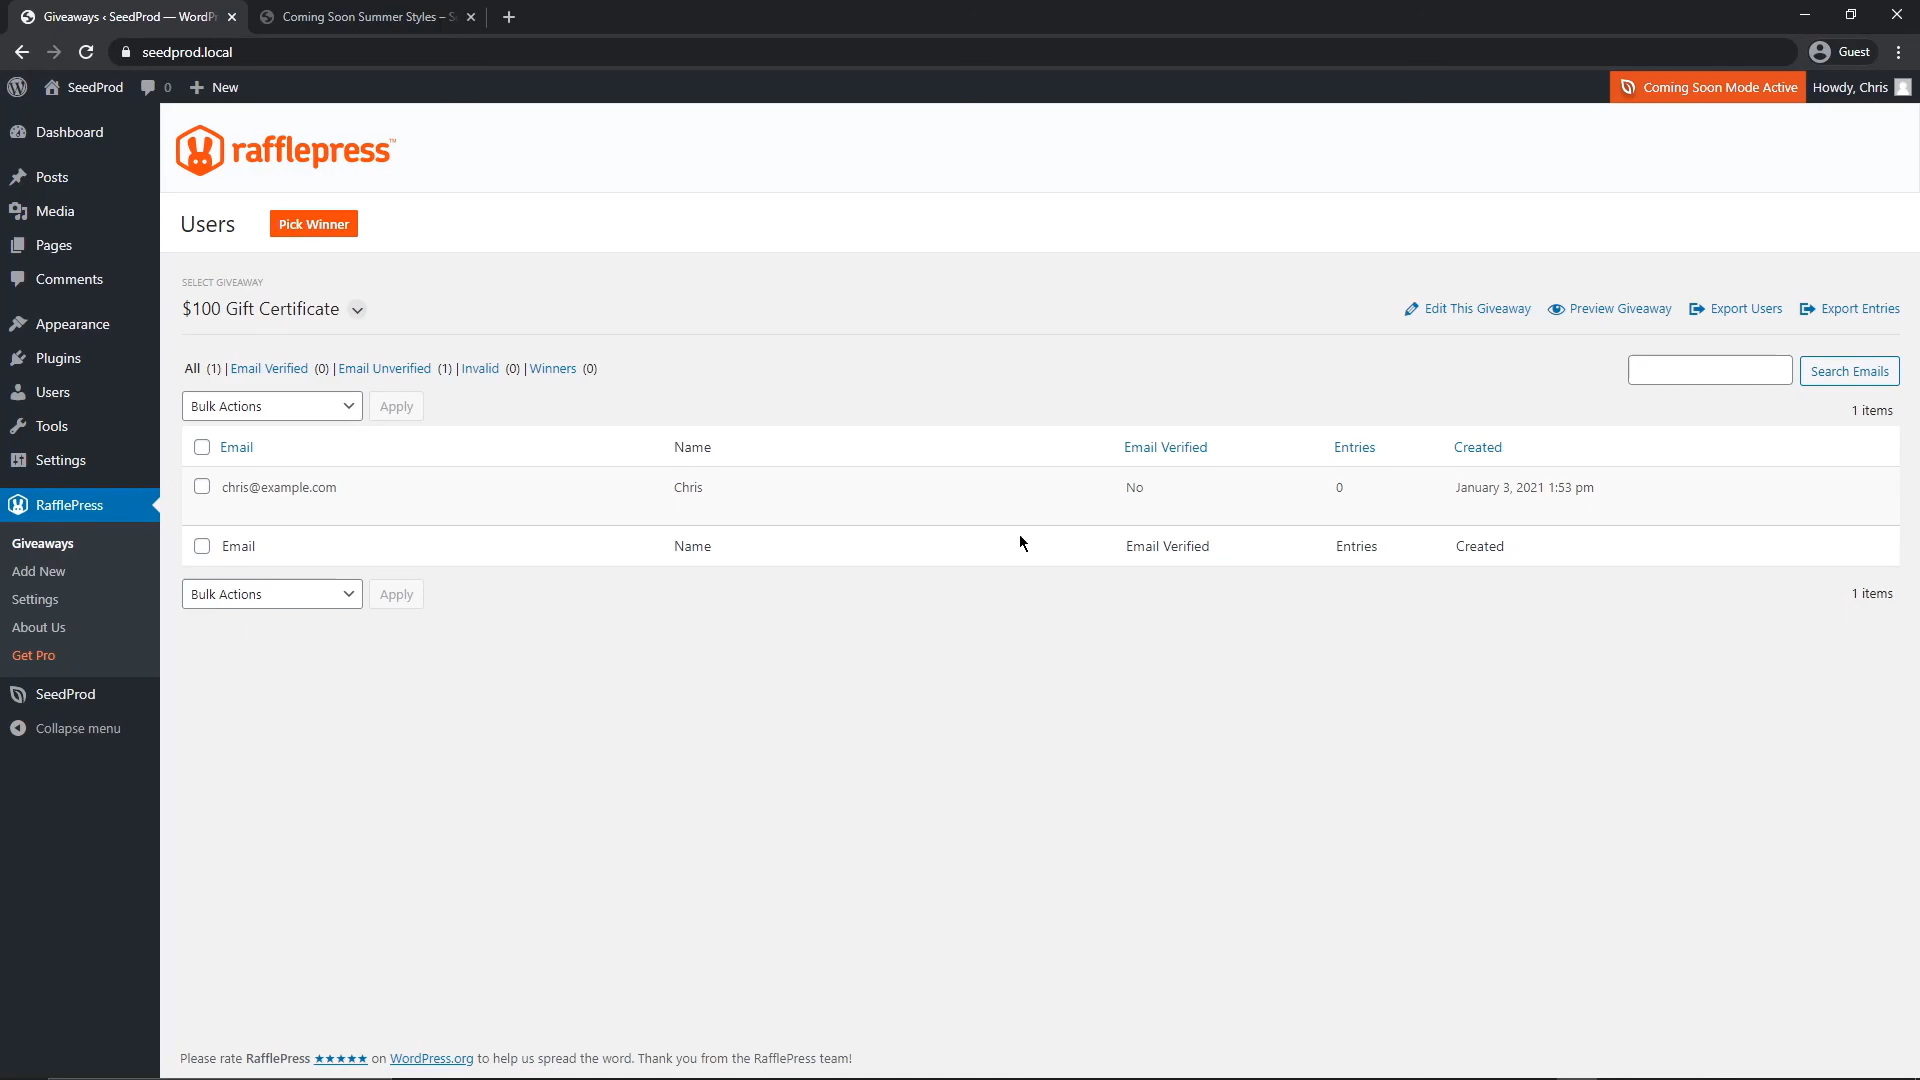 Giveaways ‹ SeedProd — WordPr
Coming Soon Summer Styles – S
seedprod.local
Guest
SeedProd
0
New
Coming Soon Mode Active
Howdy, Chris
Dashboard
Posts
Media
Pages
Comments
Appearance
Plugins
Users
Tools
Settings
RafflePress
Giveaways
Add New
Settings
About Us
Get Pro
SeedProd
Collapse menu
rafflepress™
Users
Pick Winner
SELECT GIVEAWAY
$100 Gift Certificate
Edit This Giveaway
Preview Giveaway
Export Users
Export Entries
All (1) | Email Verified (0) | Email Unverified (1) | Invalid (0) | Winners (0)
Search Emails
Bulk Actions
Apply
1 items
Email Name Email Verified Entries Created
chris@example.com Chris No 0 January 3, 2021 1:53 pm
Email Name Email Verified Entries Created
Bulk Actions
Apply
1 items
Please rate RafflePress ★★★★★ on WordPress.org to help us spread the word. Thank you from the RafflePress team!